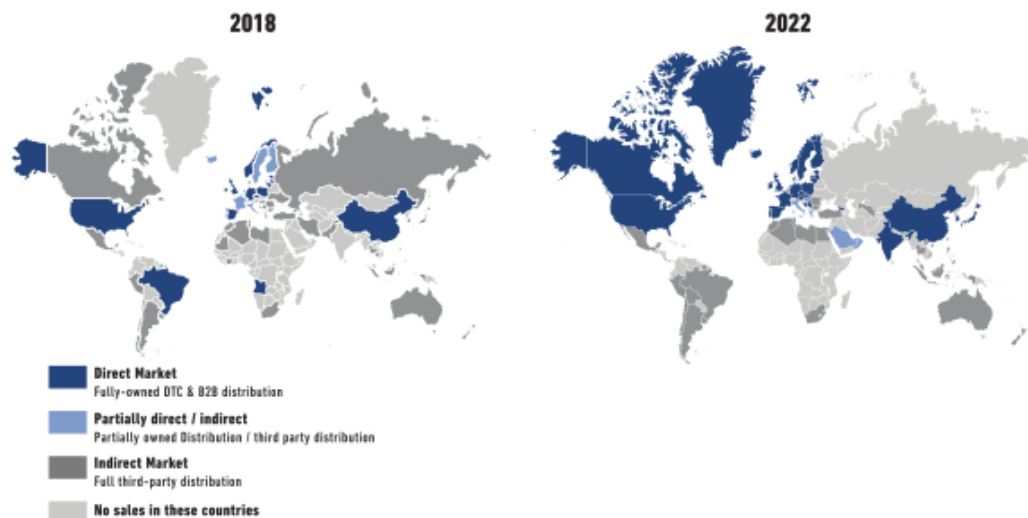 2018
2022
Direct Market
Fully-owned DTC & B2B distribution
Partially direct / indirect
Partially owned Distribution / third party distribution
Indirect Market
Full third-party distribution
No sales in these countries